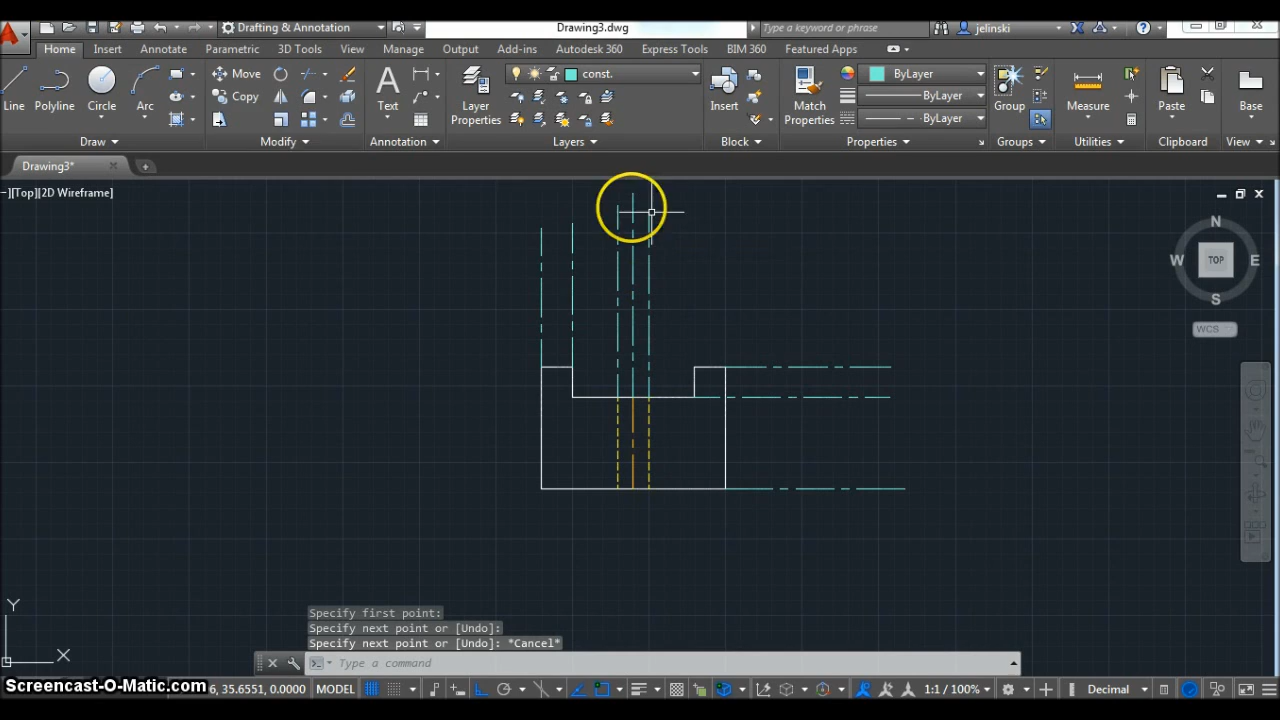 Drafting & Annotation
Drawing3.dwg
Type a keyword or phrase
jelinski
Home
Insert
Annotate
Parametric
3D Tools
View
Manage
Output
Add-ins
Autodesk 360
Express Tools
BIM 360
Featured Apps
Line
Polyline
Circle
Arc
Move
Copy
Text
Layer
Properties
const.
Insert
Match
Properties
ByLayer
ByLayer
ByLayer
Group
Measure
Paste
Base
Draw
Modify
Annotation
Layers
Block
Properties
Groups
Utilities
Clipboard
View
Drawing3*
–][Top][2D Wireframe]
N
W
TOP
E
S
WCS
Y
X
Specify first point:
Specify next point or [Undo]:
Specify next point or [Undo]: *Cancel*
Type a command
Screencast-O-Matic.com
6, 35.6551, 0.0000
MODEL
1:1 / 100%
Decimal